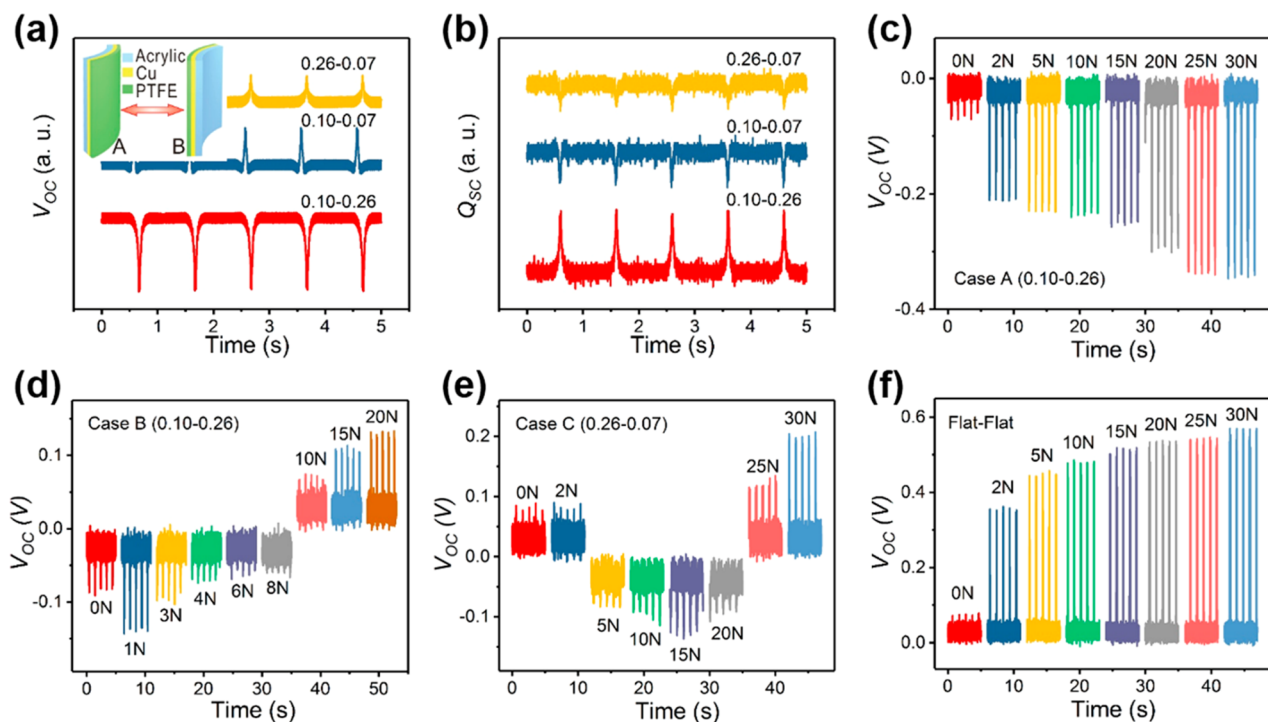 (a)
Acrylic
Cu
PTFE
A
B
0.26-0.07
0.10-0.07
0.10-0.26
V_OC (a. u.)
0 1 2 3 4 5
Time (s)
(b)
0.26-0.07
0.10-0.07
0.10-0.26
Q_SC (a. u.)
0 1 2 3 4 5
Time (s)
(c)
0N 2N 5N 10N 15N 20N 25N 30N
0.0
-0.2
-0.4
V_OC (V)
Case A (0.10-0.26)
0 10 20 30 40
Time (s)
(d)
Case B (0.10-0.26)
20N
15N
10N
0.1
0.0
-0.1
V_OC (V)
0N
1N
3N
4N
6N
8N
0 10 20 30 40 50
Time (s)
(e)
Case C (0.26-0.07)
30N
25N
0N 2N
0.2
0.1
0.0
-0.1
V_OC (V)
5N
10N
15N
20N
0 10 20 30 40
Time (s)
(f)
Flat-Flat
0N
2N
5N
10N
15N
20N
25N
30N
0.6
0.4
0.2
0.0
V_OC (V)
0 10 20 30 40
Time (s)